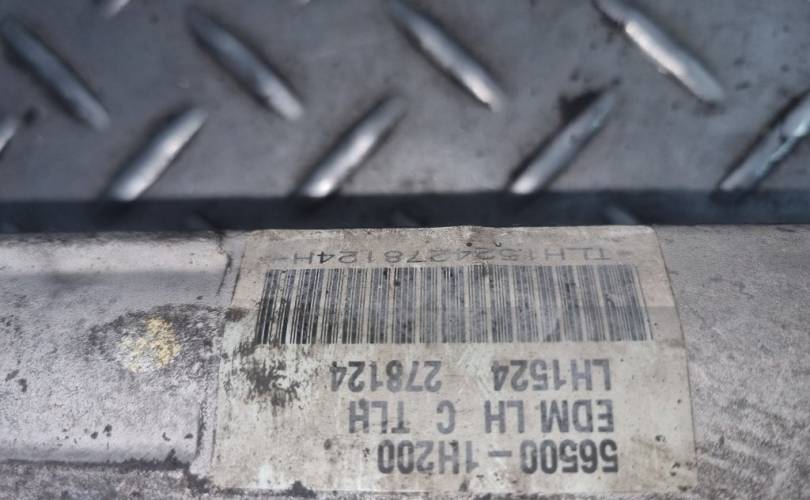 56500-1H200
EDM LH C TLH
LH1524 278124
-TLH1524278124H-